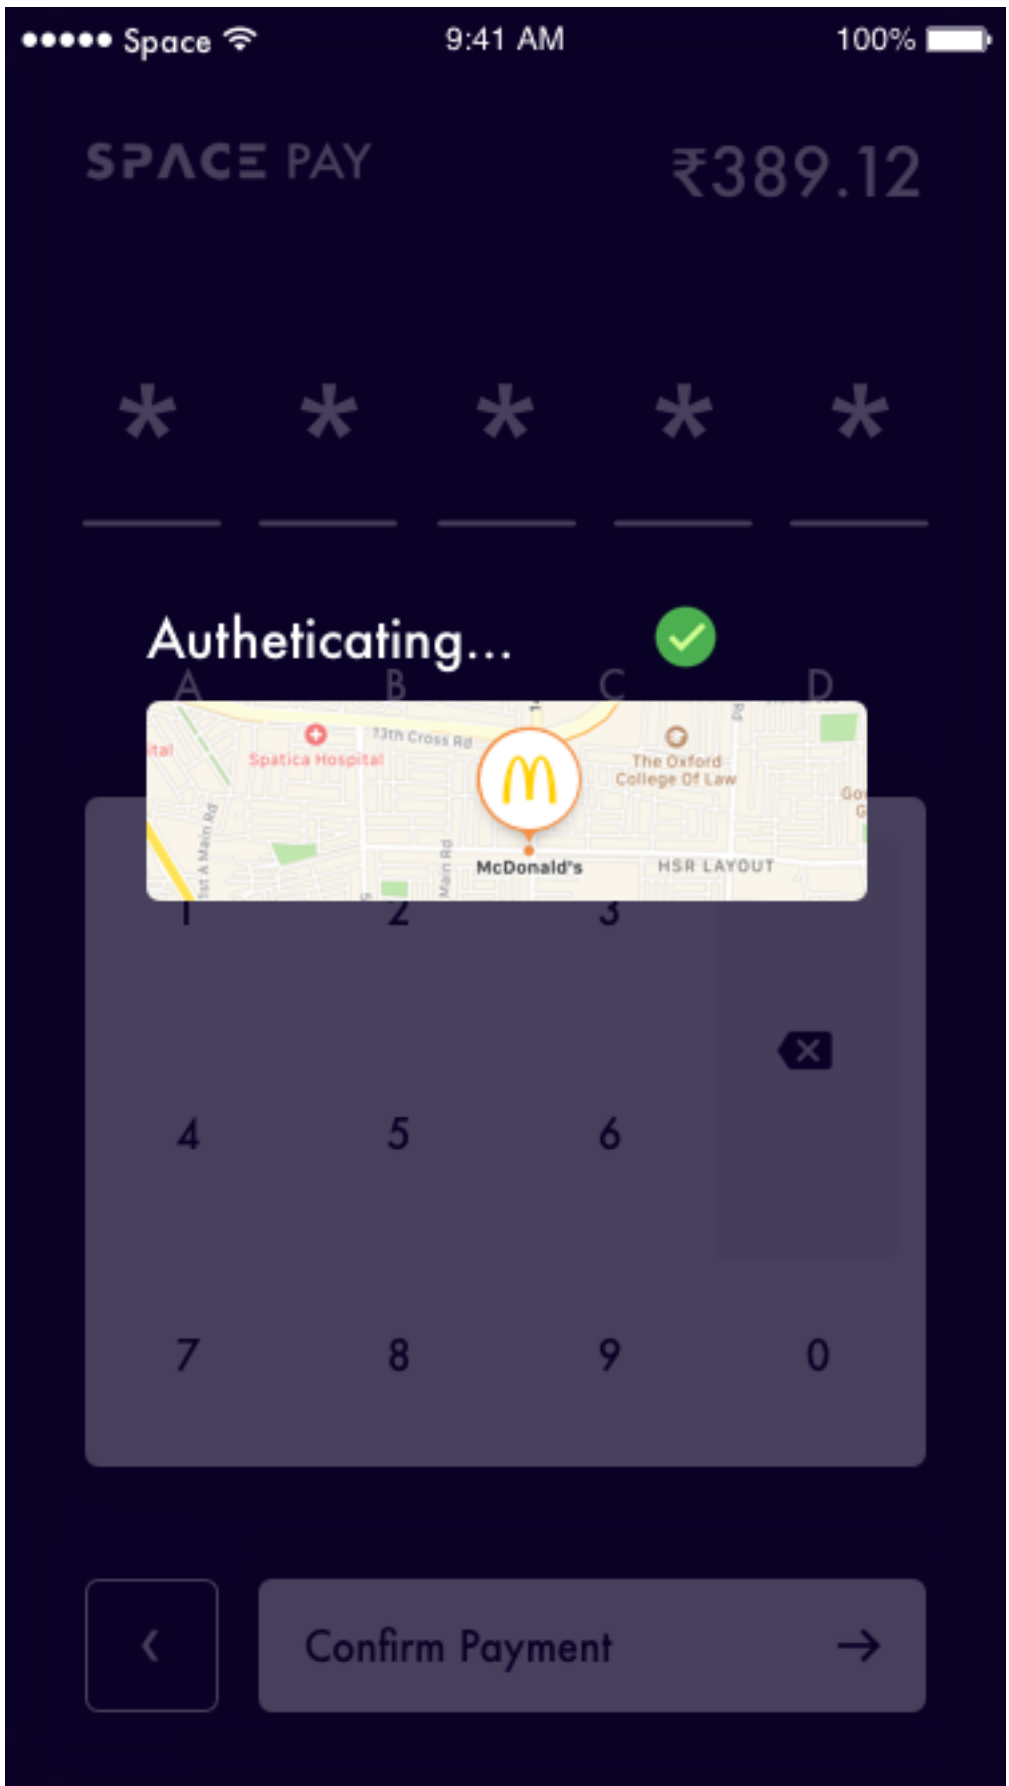 Space 9:41 AM 100%
SPACE PAY ₹389.12
* * * * *
Autheticating...
A B C D
13th Cross Rd
Rd
ital
Spatica Hospital
The Oxford
College Of Law
1st A Main Rd
Main Rd
McDonald's
HSR LAYOUT
1 2 3
4 5 6
7 8 9 0
Confirm Payment